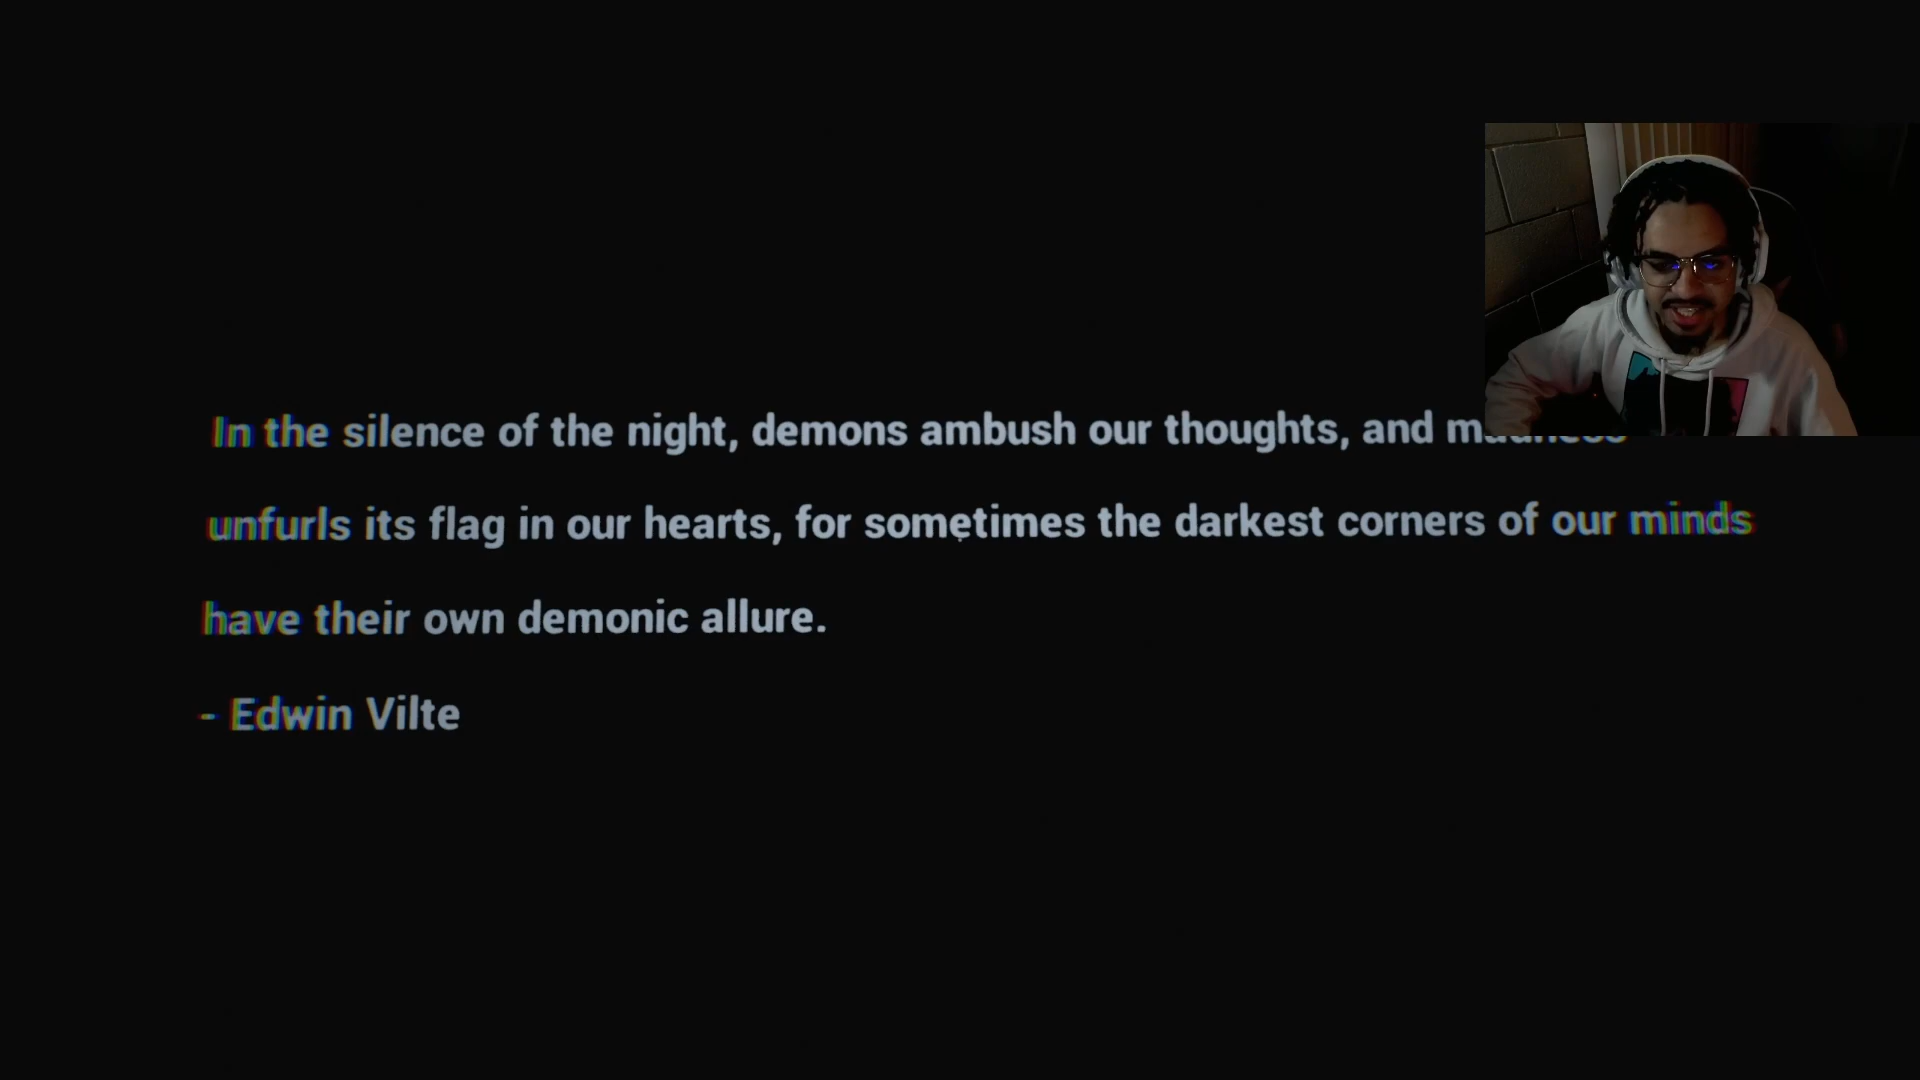 In the silence of the night, demons ambush our thoughts, and madness
unfurls its flag in our hearts, for sometimes the darkest corners of our minds
have their own demonic allure.
- Edwin Vilte